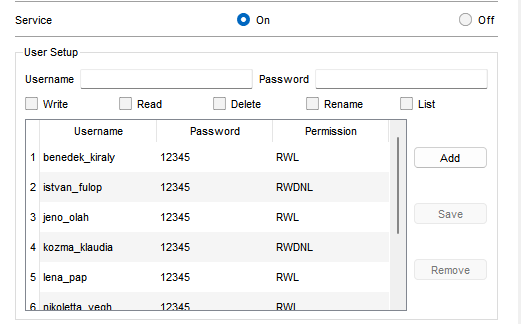 Service On Off
User Setup
Username Password
Write Read Delete Rename List
Username Password Permission
1 benedek_kiraly 12345 RWL
Add
2 istvan_fulop 12345 RWDNL
3 jeno_olah 12345 RWL
Save
4 kozma_klaudia 12345 RWDNL
5 lena_pap 12345 RWL
Remove
6 nikoletta_vegh 12345 RWDNL